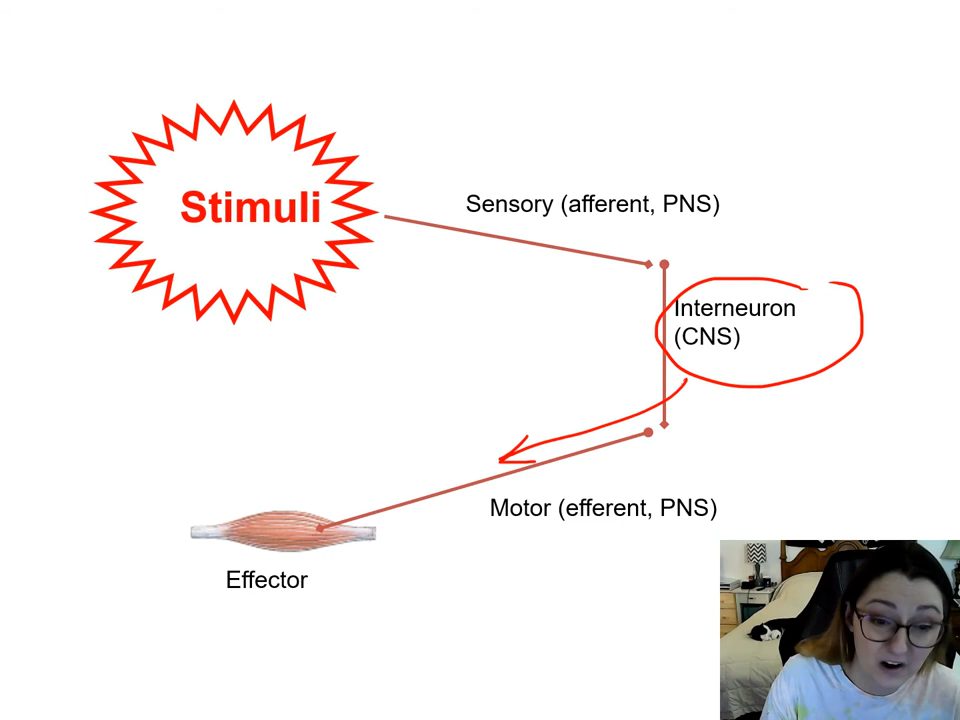 Stimuli
Sensory (afferent, PNS)
Interneuron
(CNS)
Motor (efferent, PNS)
Effector